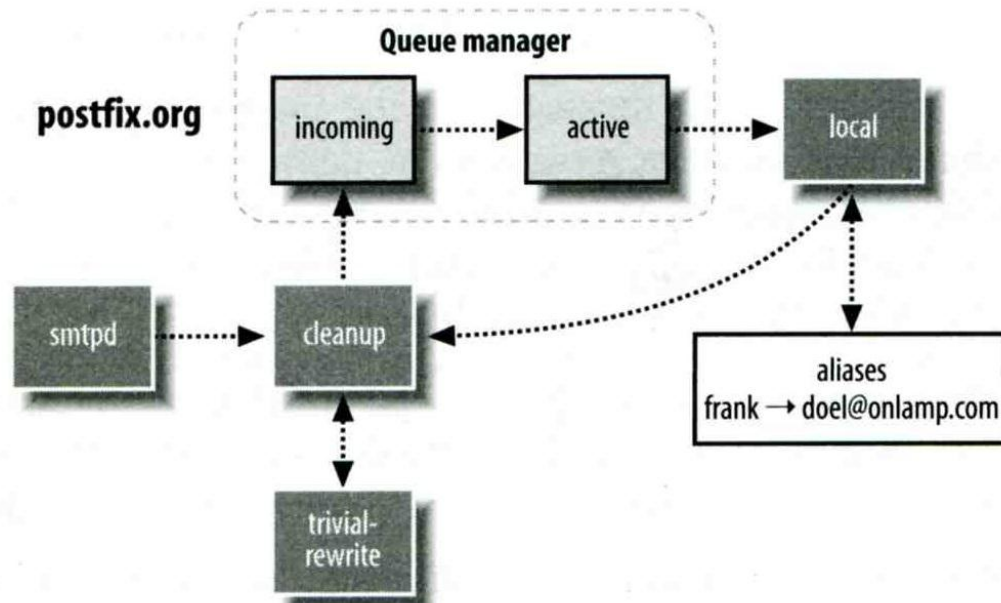 Queue manager
postfix.org
incoming
active
local
smtpd
cleanup
aliases
frank → doel@onlamp.com
trivial-
rewrite